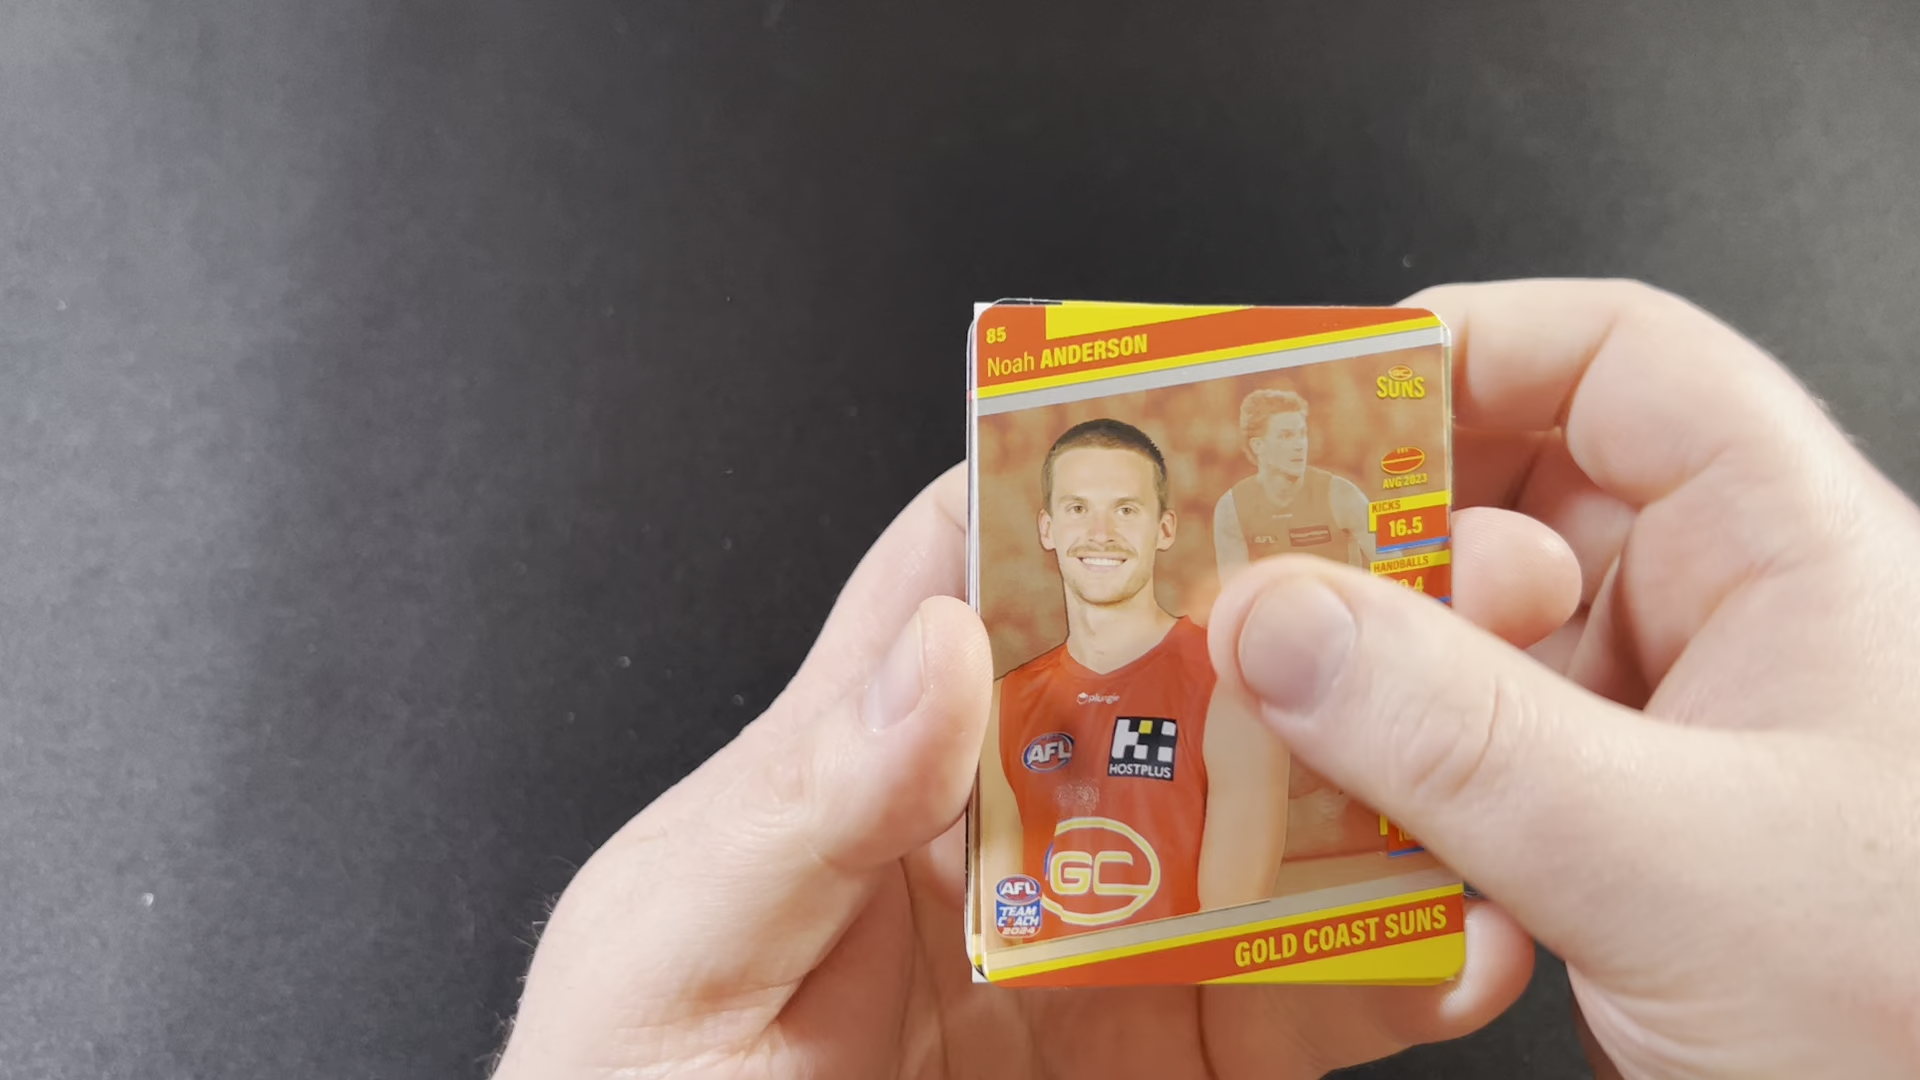 85
Noah ANDERSON
SUNS
AVG 2023
KICKS
16.5
HANDBALLS
plungie
AFL
HOSTPLUS
GC
AFL
TEAM
COACH
2024
GOLD COAST SUNS